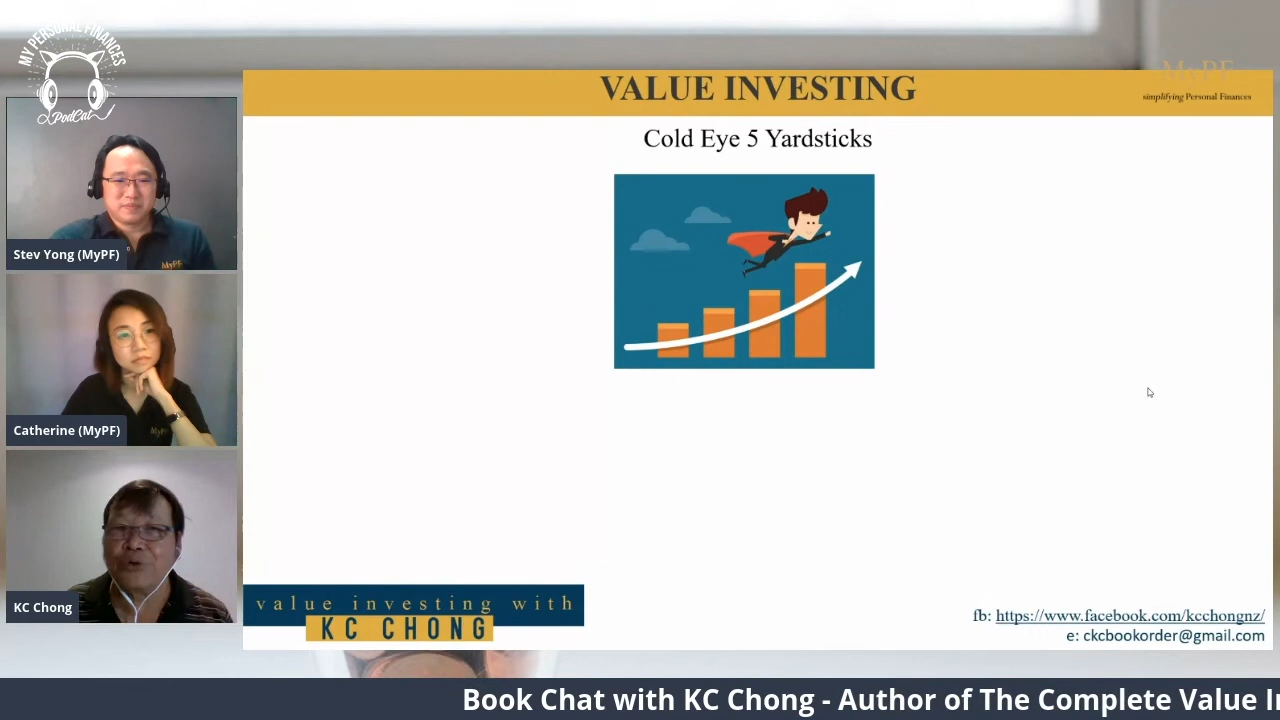 MY PERSONAL FINANCES
PodCat
VALUE INVESTING
MyPF
simplifying Personal Finances
Cold Eye 5 Yardsticks
Stev Yong (MyPF)
MyPF
Catherine (MyPF)
KC Chong
value investing with
KC CHONG
fb: https://www.facebook.com/kcchongnz/
e: ckcbookorder@gmail.com
Book Chat with KC Chong - Author of The Complete Value I